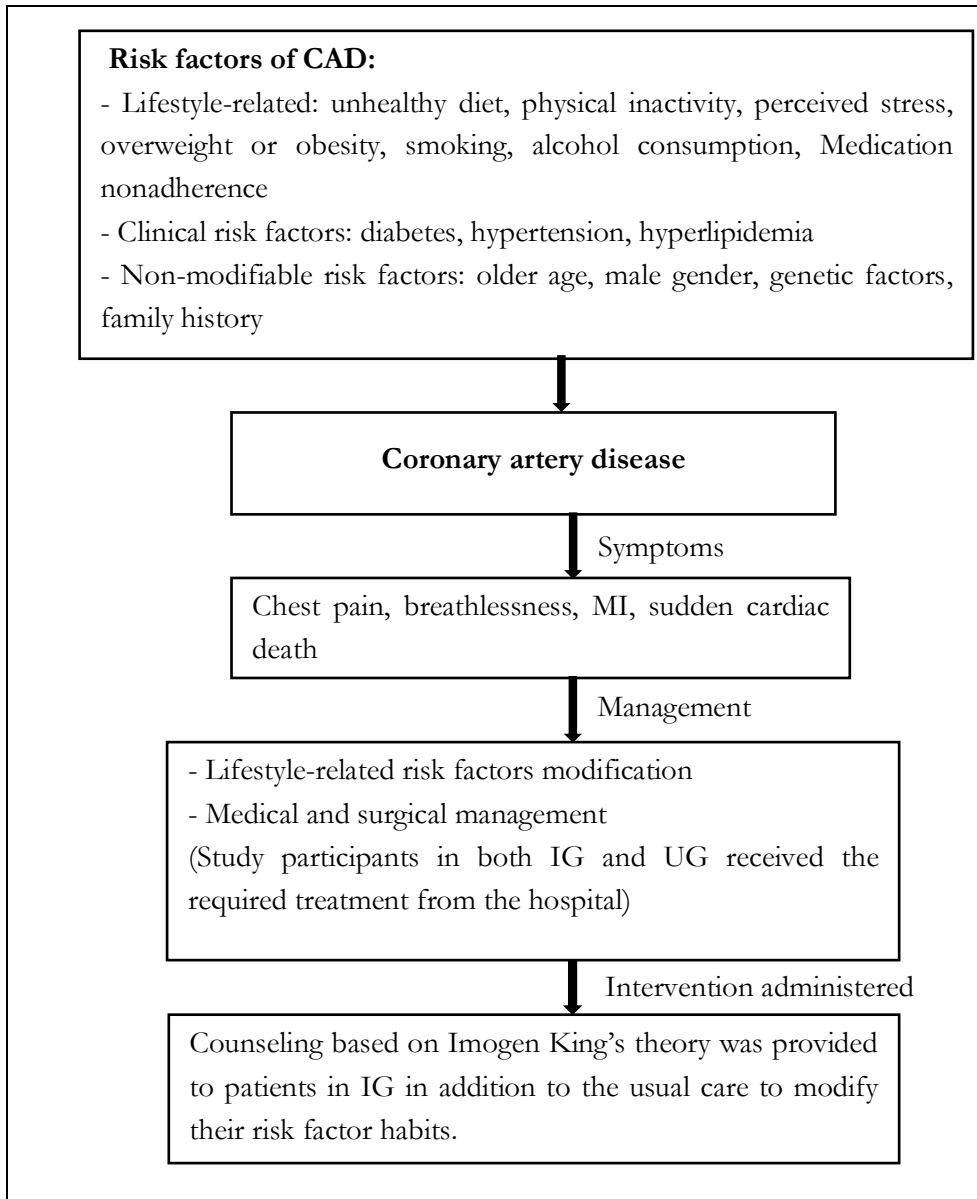 Risk factors of CAD:
- Lifestyle-related: unhealthy diet, physical inactivity, perceived stress,
overweight or obesity, smoking, alcohol consumption, Medication
nonadherence
- Clinical risk factors: diabetes, hypertension, hyperlipidemia
- Non-modifiable risk factors: older age, male gender, genetic factors,
family history
Coronary artery disease
Symptoms
Chest pain, breathlessness, MI, sudden cardiac
death
Management
- Lifestyle-related risk factors modification
- Medical and surgical management
(Study participants in both IG and UG received the
required treatment from the hospital)
Intervention administered
Counseling based on Imogen King’s theory was provided
to patients in IG in addition to the usual care to modify
their risk factor habits.